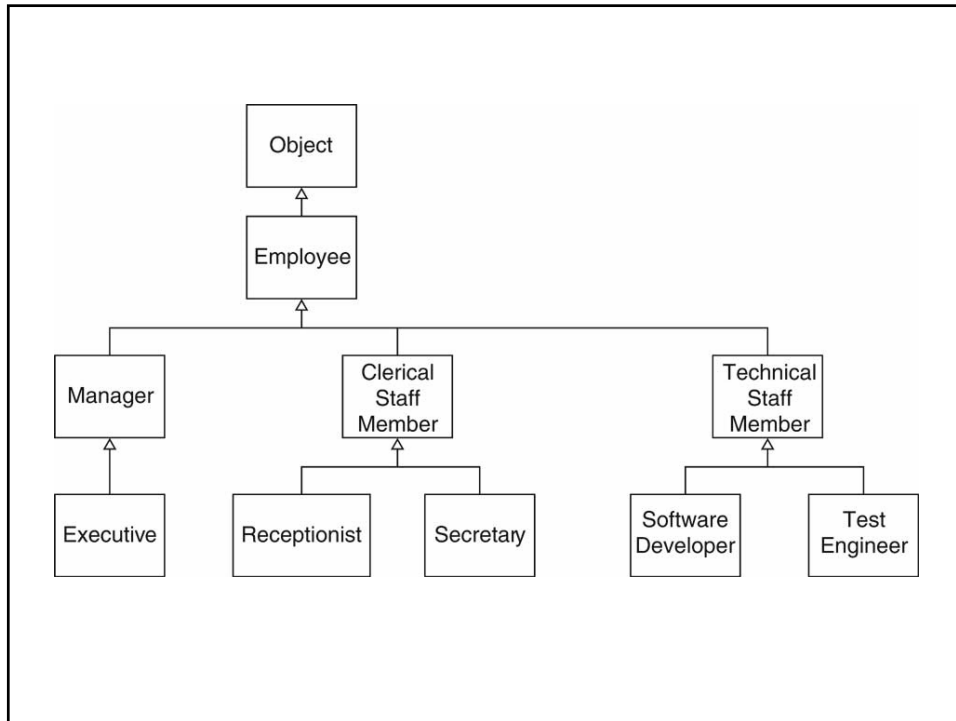 Object
Employee
Manager
Clerical
Staff
Member
Technical
Staff
Member
Executive
Receptionist
Secretary
Software
Developer
Test
Engineer